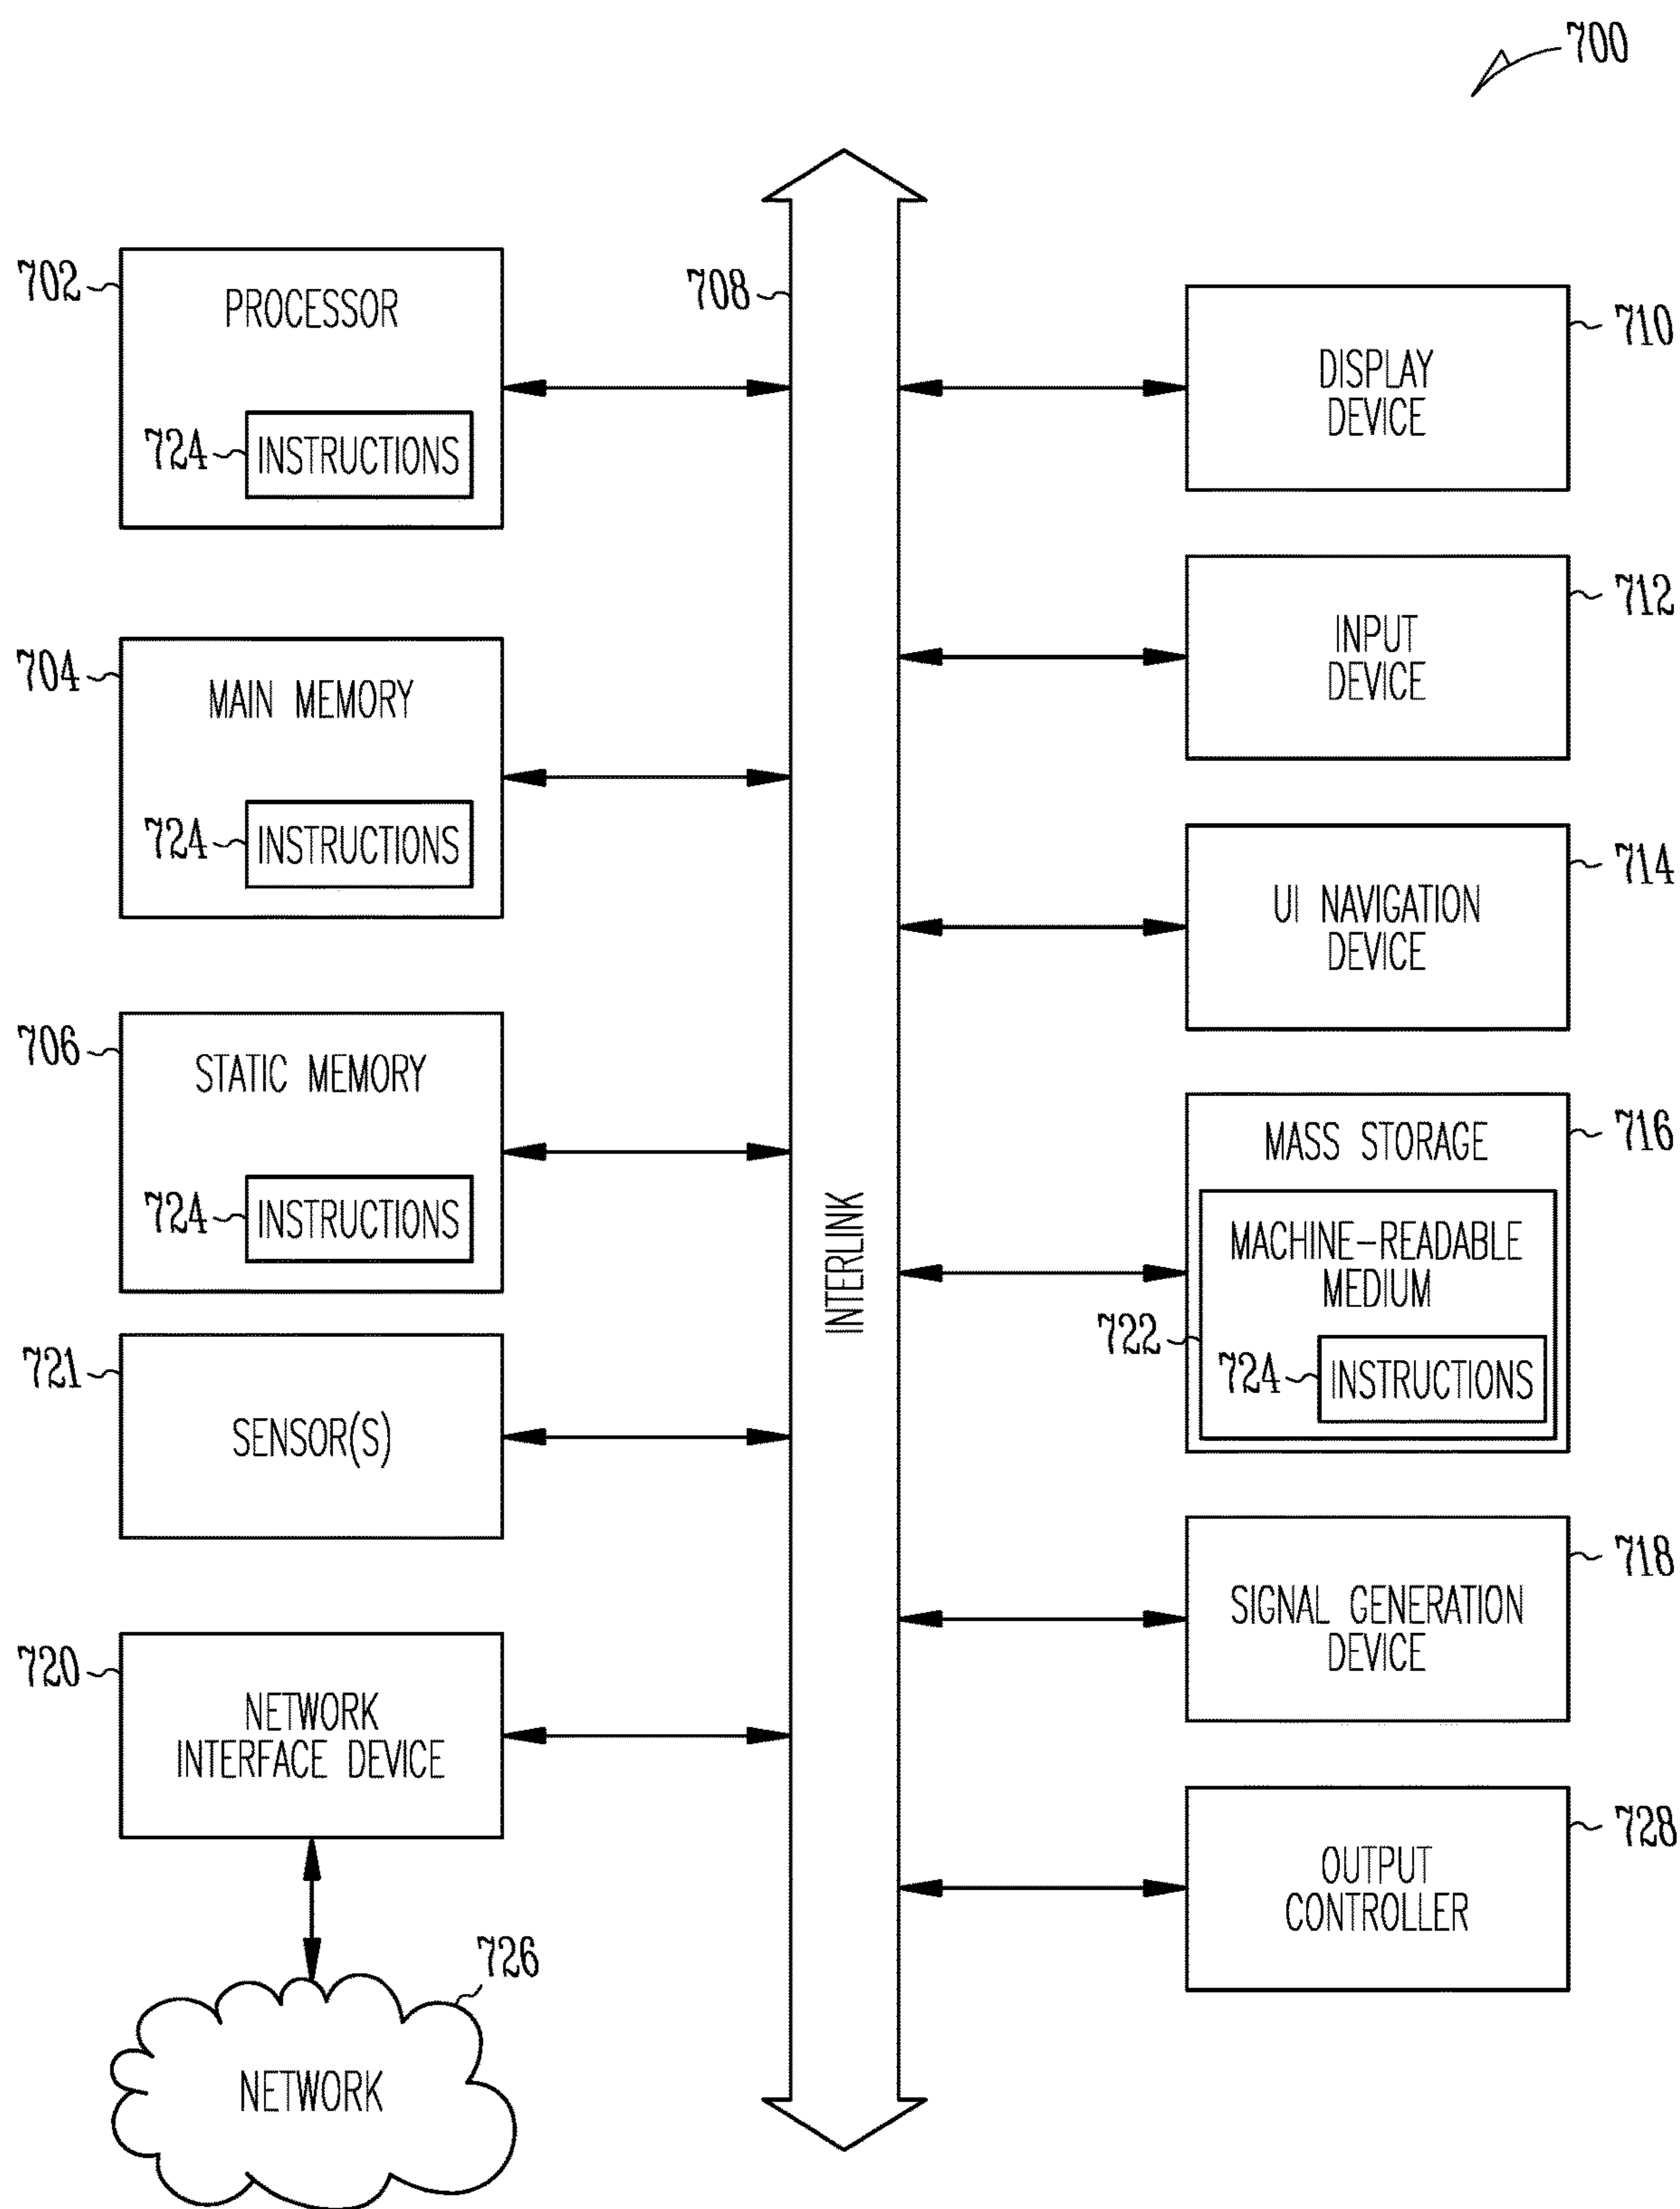 700
702
PROCESSOR
724
INSTRUCTIONS
704
MAIN MEMORY
724
INSTRUCTIONS
706
STATIC MEMORY
724
INSTRUCTIONS
721
SENSOR(S)
720
NETWORK
INTERFACE DEVICE
726
NETWORK
708
INTERLINK
710
DISPLAY
DEVICE
712
INPUT
DEVICE
714
UI NAVIGATION
DEVICE
716
MASS STORAGE
MACHINE-READABLE
MEDIUM
722
724
INSTRUCTIONS
718
SIGNAL GENERATION
DEVICE
728
OUTPUT
CONTROLLER